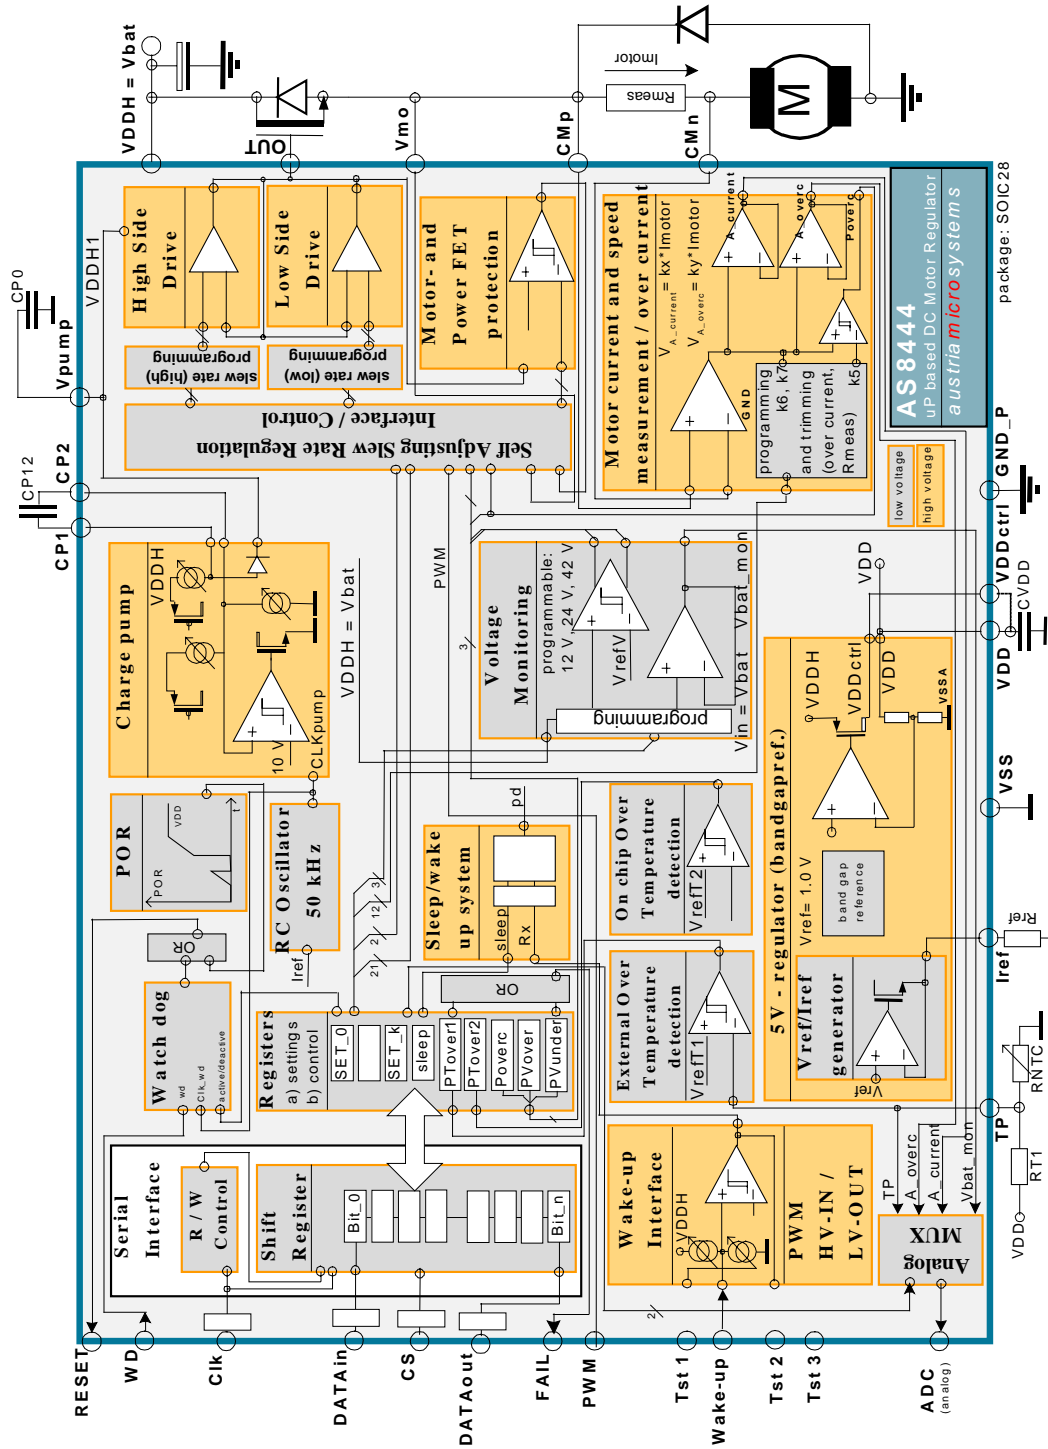 RESET
WD
Clk
DATAin
CS
DATAout
FAIL
PWM
Tst 1
Wake-up
Tst 2
Tst 3
ADC
(analog)
Serial
Interface
R / W
Control
Shift
Register
Bit_0
Bit_n
Watch dog
wd
Clk_wd
active/deactive
OR
POR
POR
VDD
t
RC Oscillator
50 kHz
Iref
Registers
a) settings
b) control
SET_0
SET_k
sleep
PTover1
PTover2
Poverc
PVover
PVunder
OR
21
2
12
3
Sleep/wake
up system
sleep
Rx
pd
Charge pump
VDDH
10 V
CLKpump
VDDH = Vbat
PWM
3
Voltage
Monitoring
programmable:
12 V, 24 V, 42 V
VrefV
programming
Vin = Vbat
Vbat_mon
External Over
Temperature
detection
VrefT1
On chip Over
Temperature
detection
VrefT2
Wake-up
Interface
VDDH
PWM
HV-IN /
LV-OUT
2
Analog
MUX
TP
A_overc
A_current
Vbat_mon
5V - regulator (bandgapref.)
Vref= 1.0 V
band gap
reference
VDDH
VDDctrl
VDD
VSSA
VDD
Vref/Iref
generator
Vref
Self Adjusting Slew Rate Regulation
Interface / Control
slew rate (high)
programming
slew rate (low)
programming
High Side
Drive
Low Side
Drive
VDDH1
Motor- and
Power FET
protection
Motor current and speed
measurement / over current
V A_current = kx*Imotor
V A_overc = ky*Imotor
GND
A_current
A_overc
Poverc
programming
k6, k7
and trimming
(over current,
Rmeas)
k5
low voltage
high voltage
AS8444
uP based DC Motor Regulator
austriamicrosystems
package: SOIC28
CP1
CP12
CP2
Vpump
CP0
VDDH = Vbat
OUT
Vmo
CMp
Imotor
Rmeas
CMn
M
GND_P
VDDctrl
CVDD
VDD
VSS
Iref
Rref
TP
RNTC
RT1
VDD